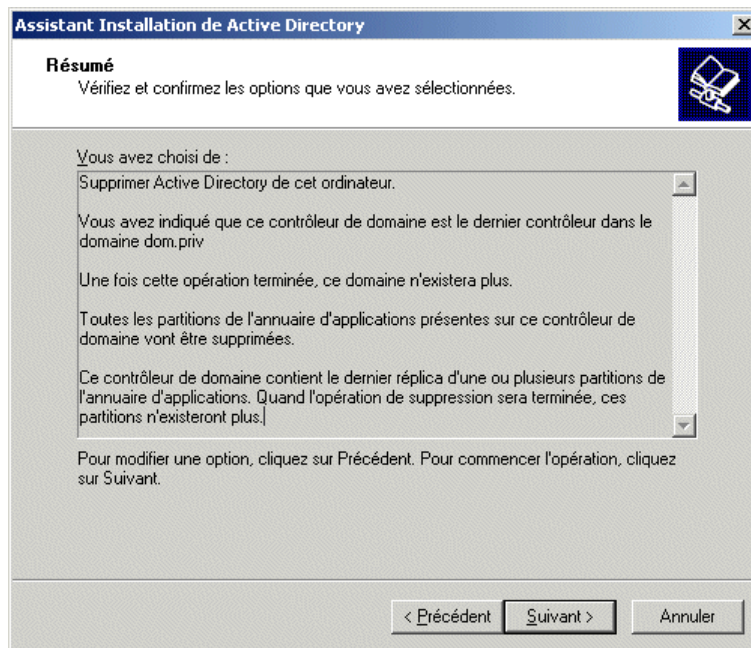 Assistant Installation de Active Directory
Résumé
Vérifiez et confirmez les options que vous avez sélectionnées.
Vous avez choisi de :
Supprimer Active Directory de cet ordinateur.
Vous avez indiqué que ce contrôleur de domaine est le dernier contrôleur dans le
domaine dom.priv
Une fois cette opération terminée, ce domaine n'existera plus.
Toutes les partitions de l'annuaire d'applications présentes sur ce contrôleur de
domaine vont être supprimées.
Ce contrôleur de domaine contient le dernier réplica d'une ou plusieurs partitions de
l'annuaire d'applications. Quand l'opération de suppression sera terminée, ces
partitions n'existeront plus.
Pour modifier une option, cliquez sur Précédent. Pour commencer l'opération, cliquez
sur Suivant.
< Précédent Suivant > Annuler